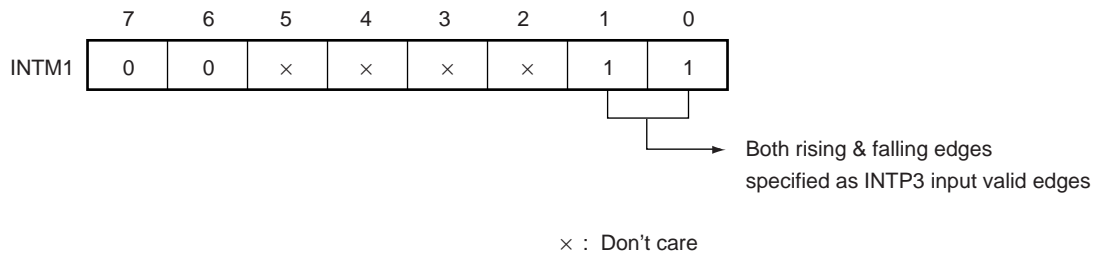 7 6 5 4 3 2 1 0
INTM1 0 0 × × × × 1 1
Both rising & falling edges
specified as INTP3 input valid edges
× : Don't care